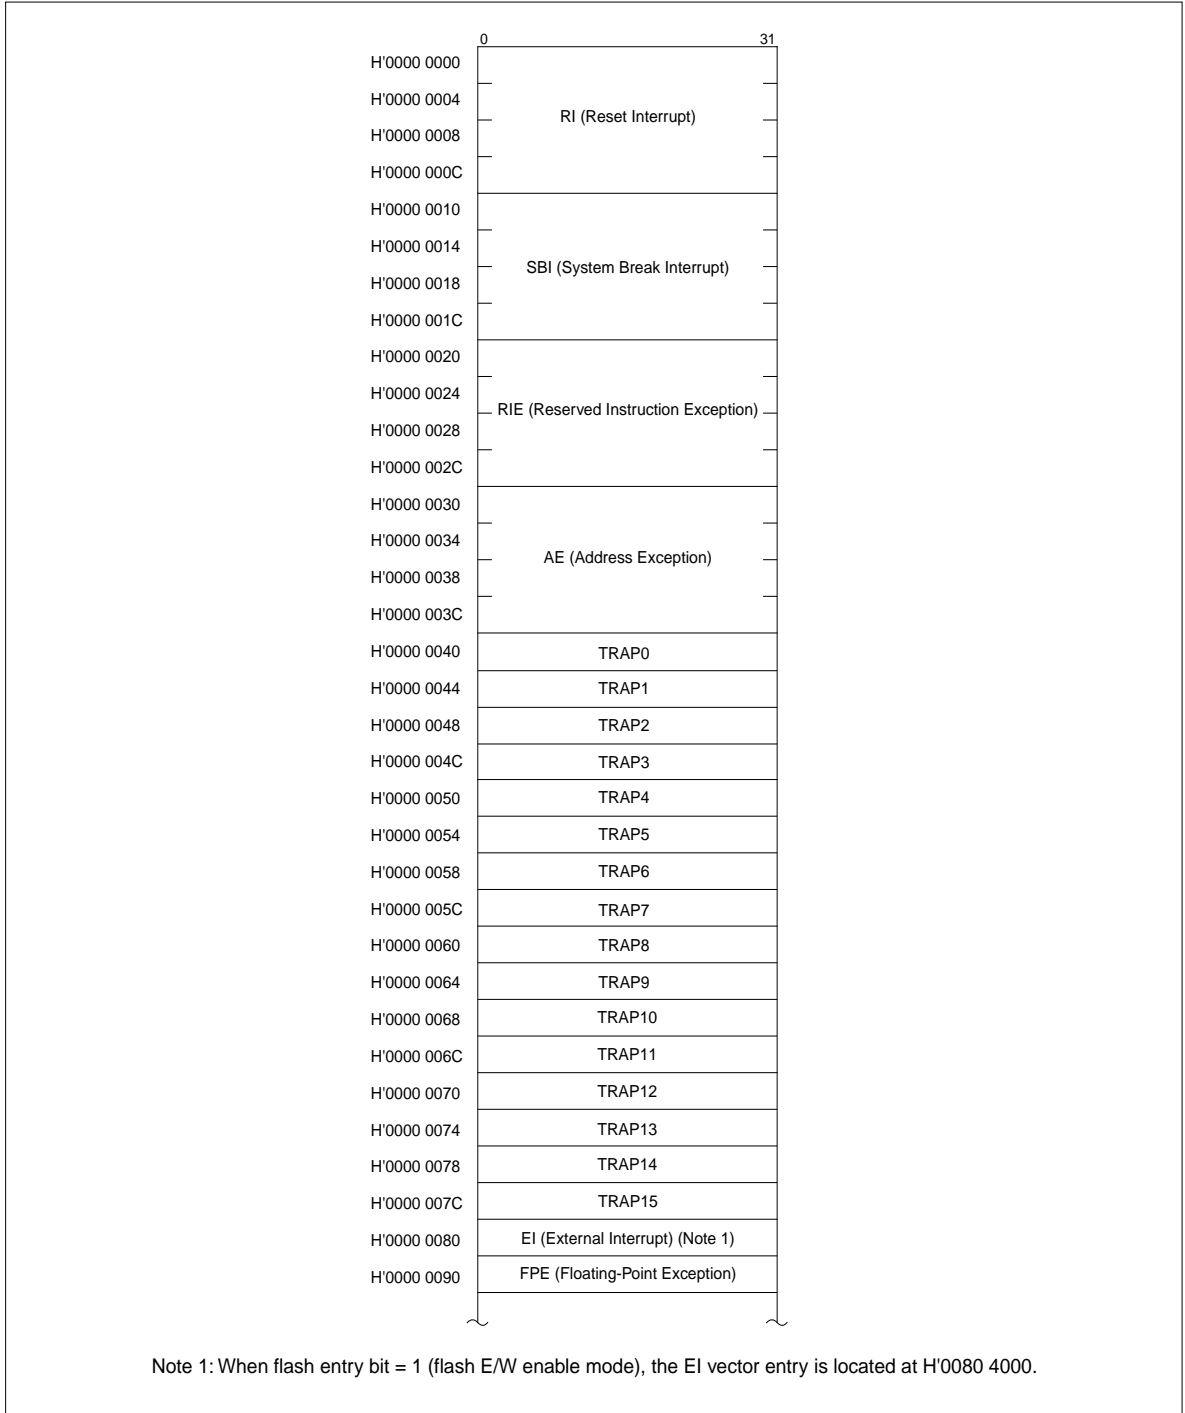 0 31
H'0000 0000
H'0000 0004
RI (Reset Interrupt)
H'0000 0008
H'0000 000C
H'0000 0010
H'0000 0014
SBI (System Break Interrupt)
H'0000 0018
H'0000 001C
H'0000 0020
H'0000 0024
RIE (Reserved Instruction Exception)
H'0000 0028
H'0000 002C
H'0000 0030
H'0000 0034
AE (Address Exception)
H'0000 0038
H'0000 003C
H'0000 0040 TRAP0
H'0000 0044 TRAP1
H'0000 0048 TRAP2
H'0000 004C TRAP3
H'0000 0050 TRAP4
H'0000 0054 TRAP5
H'0000 0058 TRAP6
H'0000 005C TRAP7
H'0000 0060 TRAP8
H'0000 0064 TRAP9
H'0000 0068 TRAP10
H'0000 006C TRAP11
H'0000 0070 TRAP12
H'0000 0074 TRAP13
H'0000 0078 TRAP14
H'0000 007C TRAP15
H'0000 0080 EI (External Interrupt) (Note 1)
H'0000 0090 FPE (Floating-Point Exception)
Note 1: When flash entry bit = 1 (flash E/W enable mode), the EI vector entry is located at H'0080 4000.